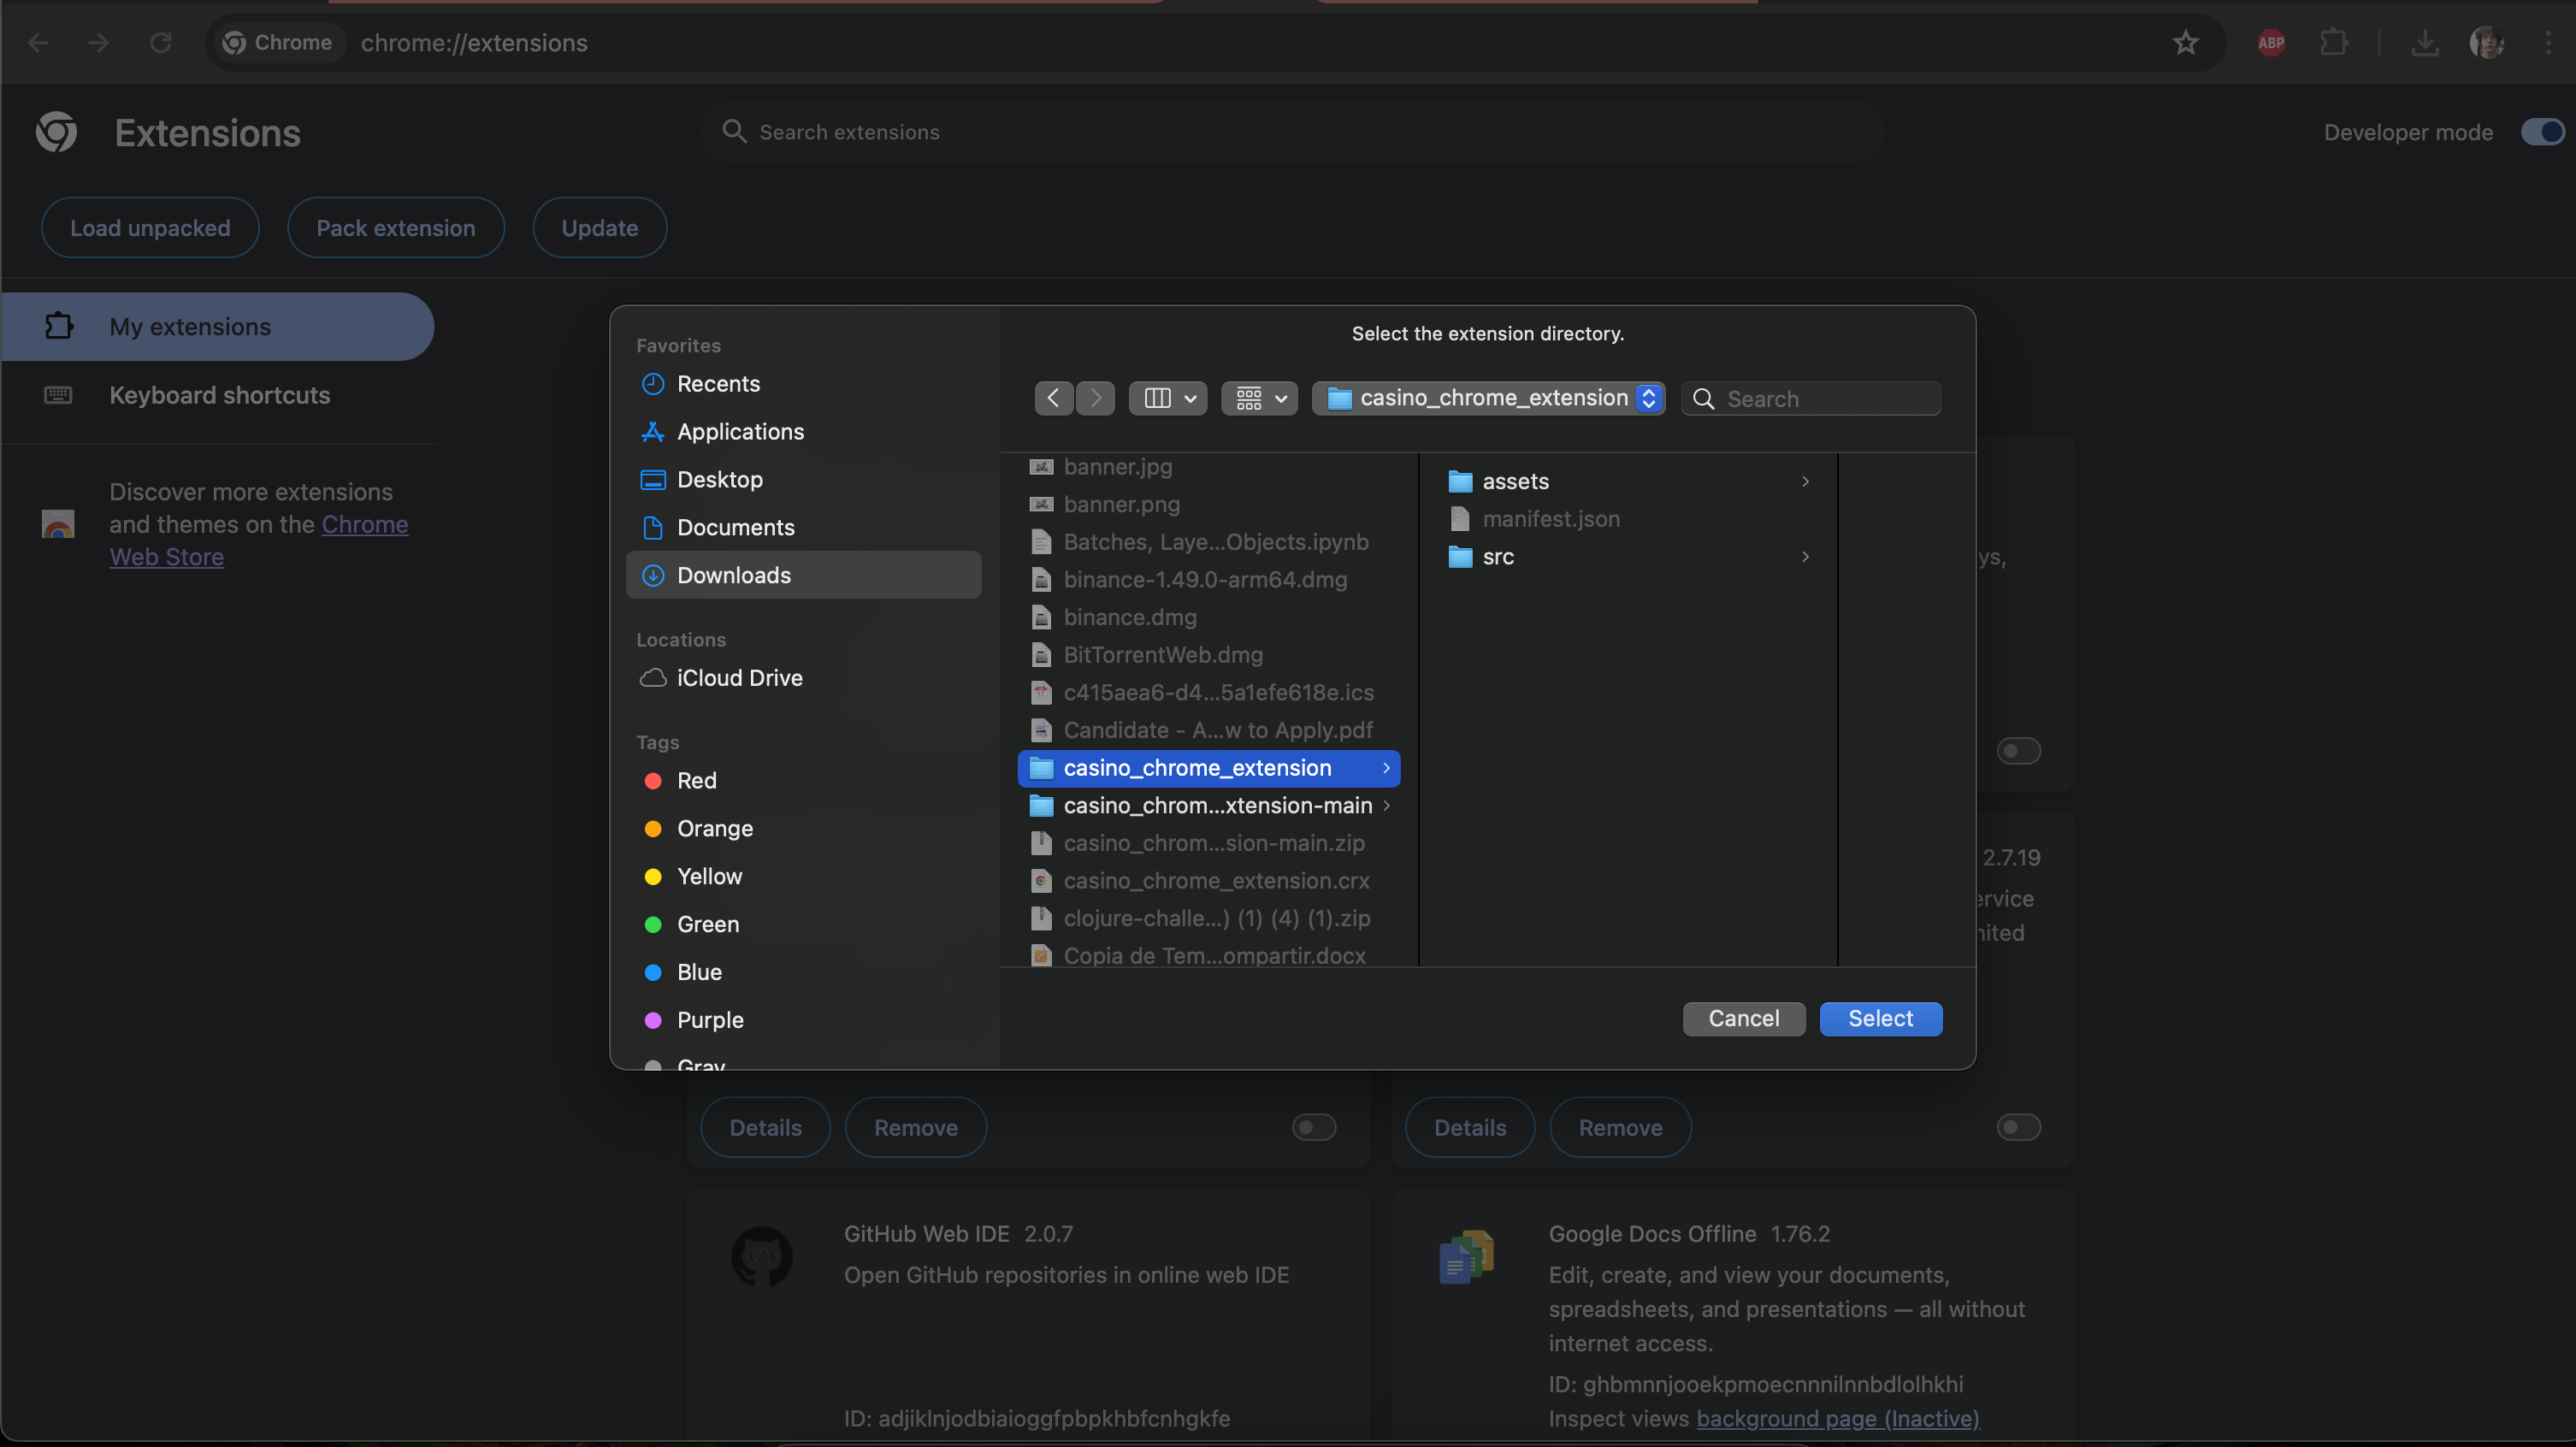 Chrome
chrome://extensions
ABP
Extensions
Search extensions
Developer mode
Load unpacked
Pack extension
Update
My extensions
Keyboard shortcuts
Discover more extensions
and themes on the Chrome
Web Store
Favorites
Recents
Applications
Desktop
Documents
Downloads
Locations
iCloud Drive
Tags
Red
Orange
Yellow
Green
Blue
Purple
Gray
Select the extension directory.
casino_chrome_extension
Search
banner.jpg
banner.png
Batches, Laye...Objects.ipynb
binance-1.49.0-arm64.dmg
binance.dmg
BitTorrentWeb.dmg
c415aea6-d4...5a1efe618e.ics
Candidate - A...w to Apply.pdf
casino_chrome_extension
casino_chrom...xtension-main
casino_chrom...sion-main.zip
casino_chrome_extension.crx
clojure-challe...) (1) (4) (1).zip
Copia de Tem...ompartir.docx
assets
manifest.json
src
Cancel
Select
ys,
2.7.19
ervice
Details
Remove
Details
Remove
GitHub Web IDE 2.0.7
Open GitHub repositories in online web IDE
ID: adjiklnjodbiaioggfpbpkhbfcnhgkfe
Google Docs Offline 1.76.2
Edit, create, and view your documents,
spreadsheets, and presentations — all without
internet access.
ID: ghbmnnjooekpmoecnnnilnnbdlolhkhi
Inspect views background page (Inactive)